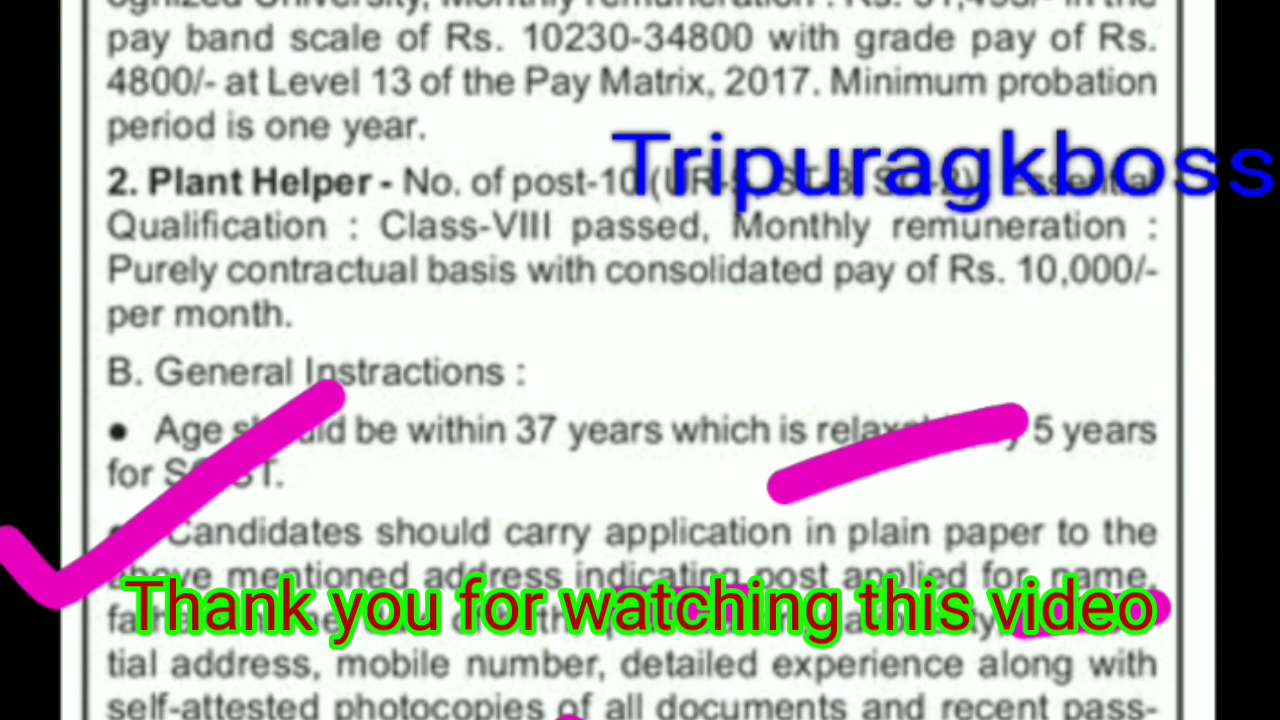 pay band scale of Rs. 10230-34800 with grade pay of Rs.
4800/- at Level 13 of the Pay Matrix, 2017. Minimum probation
period is one year.
Tripuragkboss
2. Plant Helper - No. of post-10
Qualification : Class-VIII passed, Monthly remuneration :
Purely contractual basis with consolidated pay of Rs. 10,000/-
per month.
B. General Instractions :
● Age should be within 37 years which is 5 years
for
Candidates should carry application in plain paper to the
above mentioned address indicating post applied for, name,
Thank you for watching this video
tial address, mobile number, detailed experience along with
self-attested photocopies of all documents and recent pass-